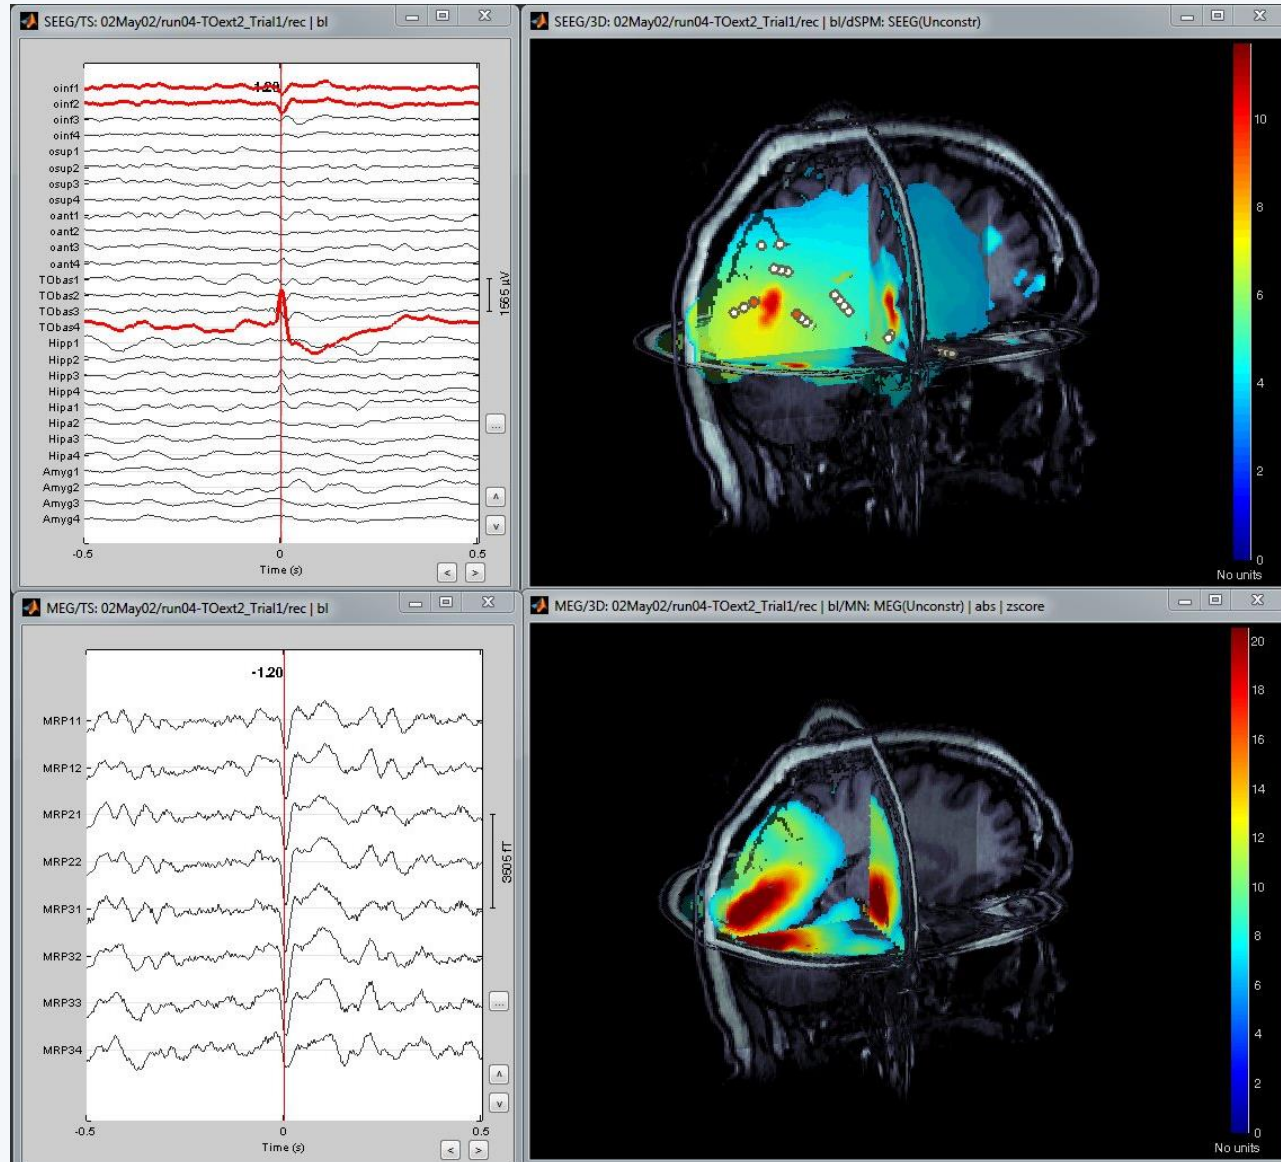 SEEG/TS: 02May02/run04-TOext2_Trial1/rec | bl
oinf1
oinf2
oinf3
oinf4
osup1
osup2
osup3
osup4
oant1
oant2
oant3
oant4
TObas1
TObas2
TObas3
TObas4
Hipp1
Hipp2
Hipp3
Hipp4
Hipa1
Hipa2
Hipa3
Hipa4
Amyg1
Amyg2
Amyg3
Amyg4
-1.20
1565 µV
...
^
v
-0.5 0 0.5
Time (s)
< >
SEEG/3D: 02May02/run04-TOext2_Trial1/rec | bl/dSPM: SEEG(Unconstr)
10
8
6
4
2
0
No units
MEG/TS: 02May02/run04-TOext2_Trial1/rec | bl
-1.20
MRP11
MRP12
MRP21
MRP22
MRP31
MRP32
MRP33
MRP34
3605 fT
...
^
v
-0.5 0 0.5
Time (s)
< >
MEG/3D: 02May02/run04-TOext2_Trial1/rec | bl/MN: MEG(Unconstr) | abs | zscore
20
18
16
14
12
10
8
6
4
2
0
No units